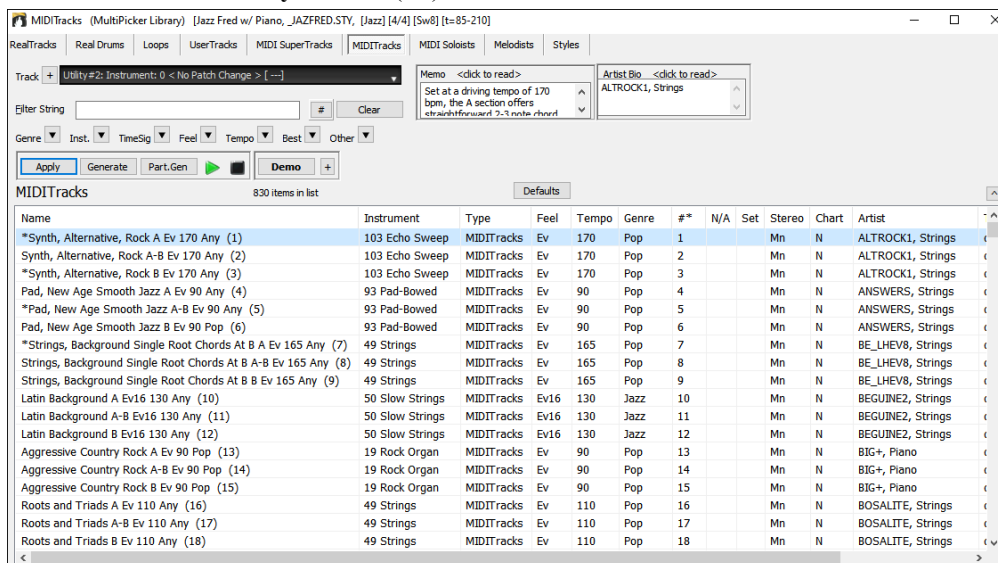 MIDITracks (MultiPicker Library) [Jazz Fred w/ Piano, _JAZFRED.STY, [Jazz] [4/4] [Sw8] [t=85-210]
RealTracks Real Drums Loops UserTracks MIDI SuperTracks MIDITracks MIDI Soloists Melodists Styles
Track + Utility#2: Instrument: 0 < No Patch Change > [ ---]
Memo <click to read> Artist Bio <click to read>
Set at a driving tempo of 170
bpm, the A section offers
straightforward 2-3 note chord
ALTROCK1, Strings
Filter String # Clear
Genre Inst. TimeSig Feel Tempo Best Other
Apply Generate Part.Gen Demo +
MIDITracks 830 items in list Defaults
Name Instrument Type Feel Tempo Genre #* N/A Set Stereo Chart Artist
*Synth, Alternative, Rock A Ev 170 Any (1) 103 Echo Sweep MIDITracks Ev 170 Pop 1 Mn N ALTROCK1, Strings
Synth, Alternative, Rock A-B Ev 170 Any (2) 103 Echo Sweep MIDITracks Ev 170 Pop 2 Mn N ALTROCK1, Strings
*Synth, Alternative, Rock B Ev 170 Any (3) 103 Echo Sweep MIDITracks Ev 170 Pop 3 Mn N ALTROCK1, Strings
Pad, New Age Smooth Jazz A Ev 90 Any (4) 93 Pad-Bowed MIDITracks Ev 90 Pop 4 Mn N ANSWERS, Strings
*Pad, New Age Smooth Jazz A-B Ev 90 Any (5) 93 Pad-Bowed MIDITracks Ev 90 Pop 5 Mn N ANSWERS, Strings
Pad, New Age Smooth Jazz B Ev 90 Pop (6) 93 Pad-Bowed MIDITracks Ev 90 Pop 6 Mn N ANSWERS, Strings
*Strings, Background Single Root Chords At B A Ev 165 Any (7) 49 Strings MIDITracks Ev 165 Pop 7 Mn N BE_LHEV8, Strings
Strings, Background Single Root Chords At B A-B Ev 165 Any (8) 49 Strings MIDITracks Ev 165 Pop 8 Mn N BE_LHEV8, Strings
Strings, Background Single Root Chords At B B Ev 165 Any (9) 49 Strings MIDITracks Ev 165 Pop 9 Mn N BE_LHEV8, Strings
Latin Background A Ev16 130 Any (10) 50 Slow Strings MIDITracks Ev16 130 Jazz 10 Mn N BEGUINE2, Strings
Latin Background A-B Ev16 130 Any (11) 50 Slow Strings MIDITracks Ev16 130 Jazz 11 Mn N BEGUINE2, Strings
Latin Background B Ev16 130 Any (12) 50 Slow Strings MIDITracks Ev16 130 Jazz 12 Mn N BEGUINE2, Strings
Aggressive Country Rock A Ev 90 Pop (13) 19 Rock Organ MIDITracks Ev 90 Pop 13 Mn N BIG+, Piano
Aggressive Country Rock A-B Ev 90 Pop (14) 19 Rock Organ MIDITracks Ev 90 Pop 14 Mn N BIG+, Piano
Aggressive Country Rock B Ev 90 Pop (15) 19 Rock Organ MIDITracks Ev 90 Pop 15 Mn N BIG+, Piano
Roots and Triads A Ev 110 Any (16) 49 Strings MIDITracks Ev 110 Pop 16 Mn N BOSALITE, Strings
Roots and Triads A-B Ev 110 Any (17) 49 Strings MIDITracks Ev 110 Pop 17 Mn N BOSALITE, Strings
Roots and Triads B Ev 110 Any (18) 49 Strings MIDITracks Ev 110 Pop 18 Mn N BOSALITE, Strings